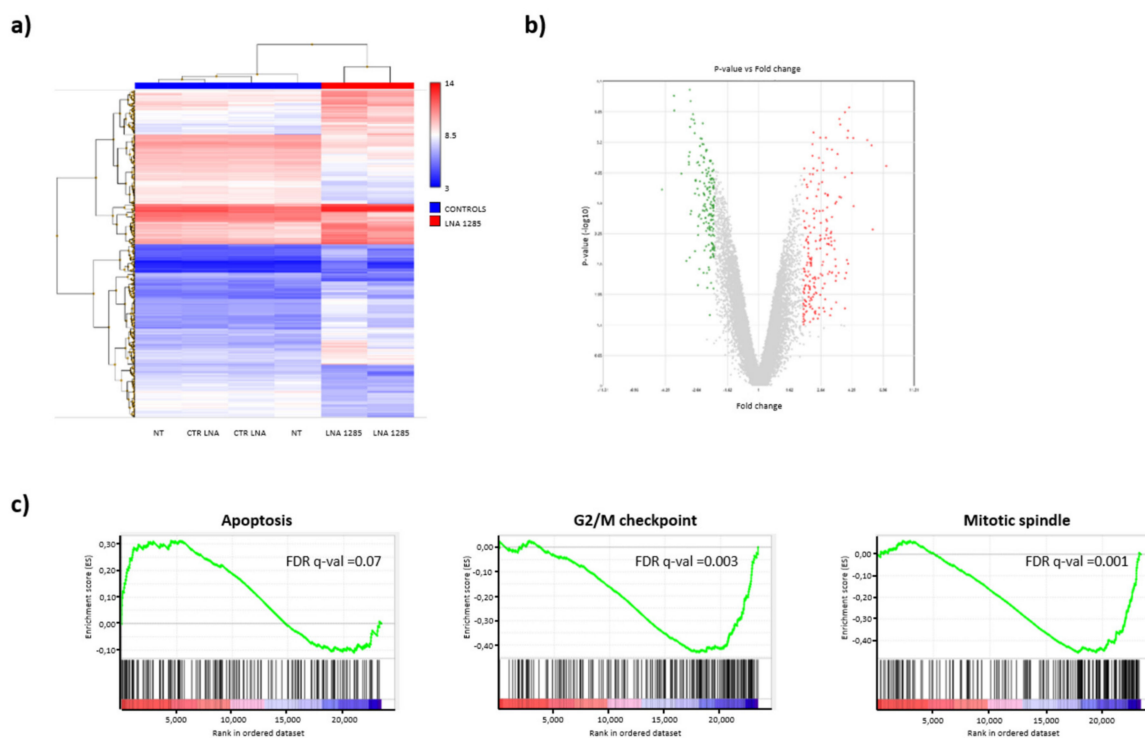 a)
14
8.5
3
CONTROLS
LNA 1285
NT
CTR LNA
CTR LNA
NT
LNA 1285
LNA 1285
b)
P-value vs Fold change
P-value (-log10)
Fold change
c)
Apoptosis
FDR q-val =0.07
Enrichment score (ES)
0,30
0,20
0,10
0,00
-0,10
5,000
10,000
15,000
20,000
Rank in ordered dataset
G2/M checkpoint
FDR q-val =0.003
Enrichment score (ES)
0,00
-0,10
-0,20
-0,30
-0,40
5,000
10,000
15,000
20,000
Rank in ordered dataset
Mitotic spindle
FDR q-val =0.001
Enrichment score (ES)
0,00
-0,10
-0,20
-0,30
-0,40
5,000
10,000
15,000
20,000
Rank in ordered dataset